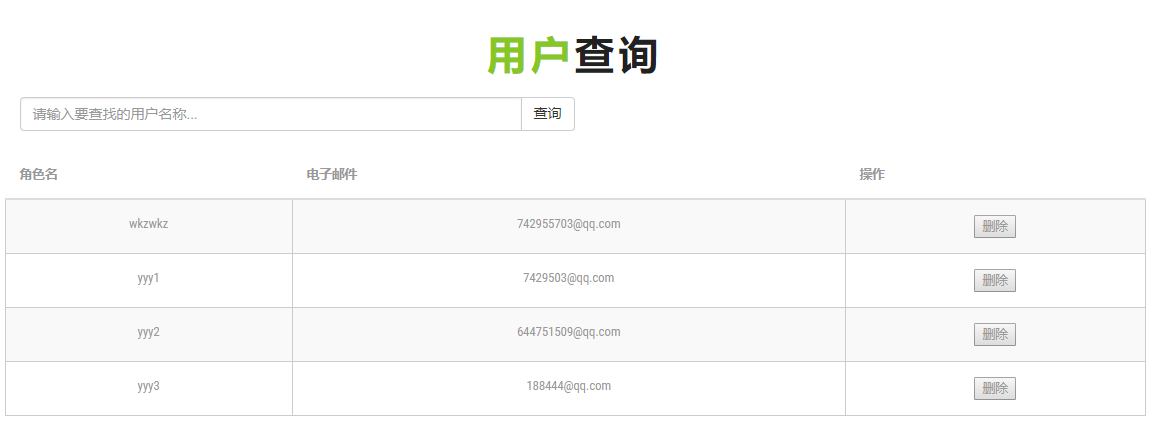 用户查询
请输入要查找的用户名称... 查询
角色名 电子邮件 操作
wkzwkz 742955703@qq.com 删除
yyy1 7429503@qq.com 删除
yyy2 644751509@qq.com 删除
yyy3 188444@qq.com 删除